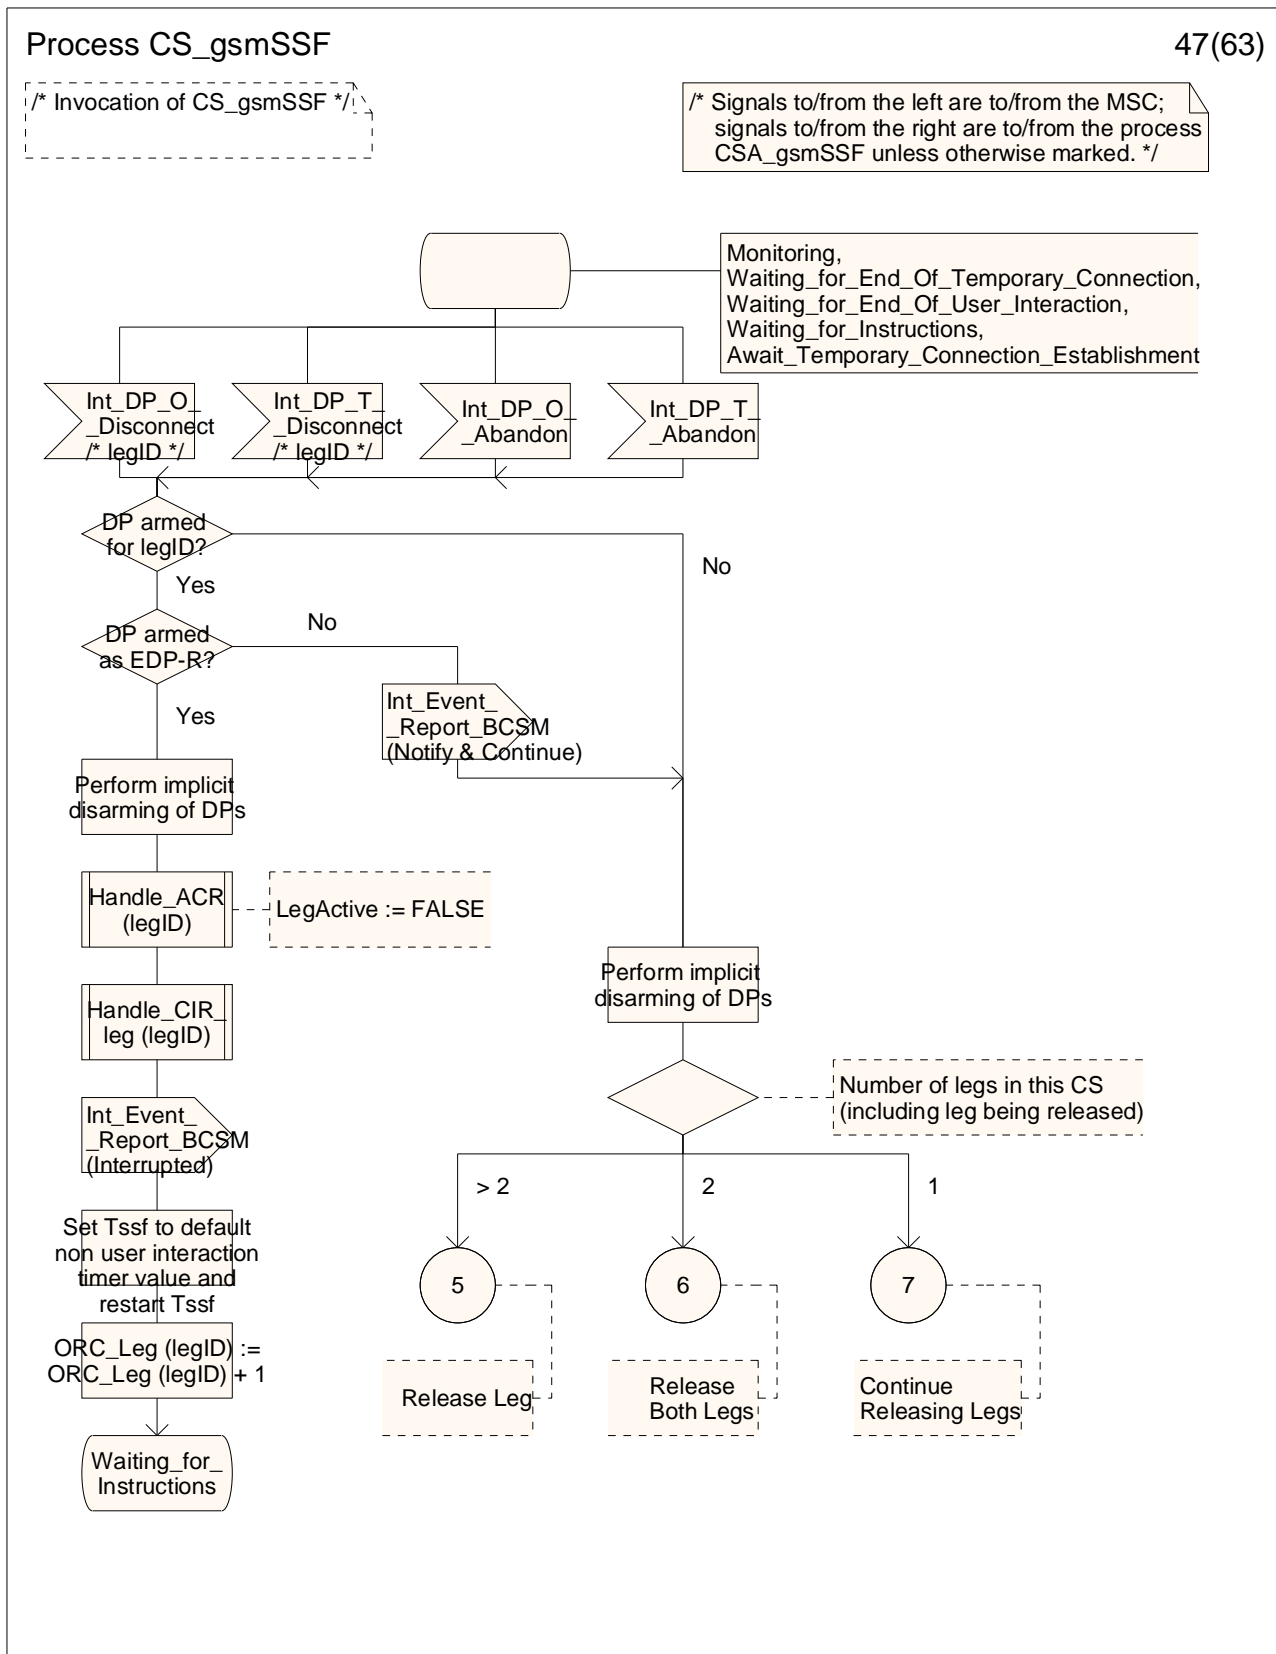 Process CS_gsmSSF
47(63)
/* Invocation of CS_gsmSSF */
/* Signals to/from the left are to/from the MSC;
signals to/from the right are to/from the process
CSA_gsmSSF unless otherwise marked. */
Monitoring,
Waiting_for_End_Of_Temporary_Connection,
Waiting_for_End_Of_User_Interaction,
Waiting_for_Instructions,
Await_Temporary_Connection_Establishment
Int_DP_O_
_Disconnect
/* legID */
Int_DP_T_
_Disconnect
/* legID */
Int_DP_O_
_Abandon
Int_DP_T_
_Abandon
DP armed
for legID?
No
Yes
DP armed
as EDP-R?
No
Yes
Int_Event_
_Report_BCSM
(Notify & Continue)
Perform implicit
disarming of DPs
Handle_ACR
(legID)
LegActive := FALSE
Perform implicit
disarming of DPs
Handle_CIR_
leg (legID)
Number of legs in this CS
(including leg being released)
Int_Event_
_Report_BCSM
(Interrupted)
> 2
2
1
Set Tssf to default
non user interaction
timer value and
restart Tssf
5
6
7
ORC_Leg (legID) :=
ORC_Leg (legID) + 1
Release Leg
Release
Both Legs
Continue
Releasing Legs
Waiting_for_
Instructions